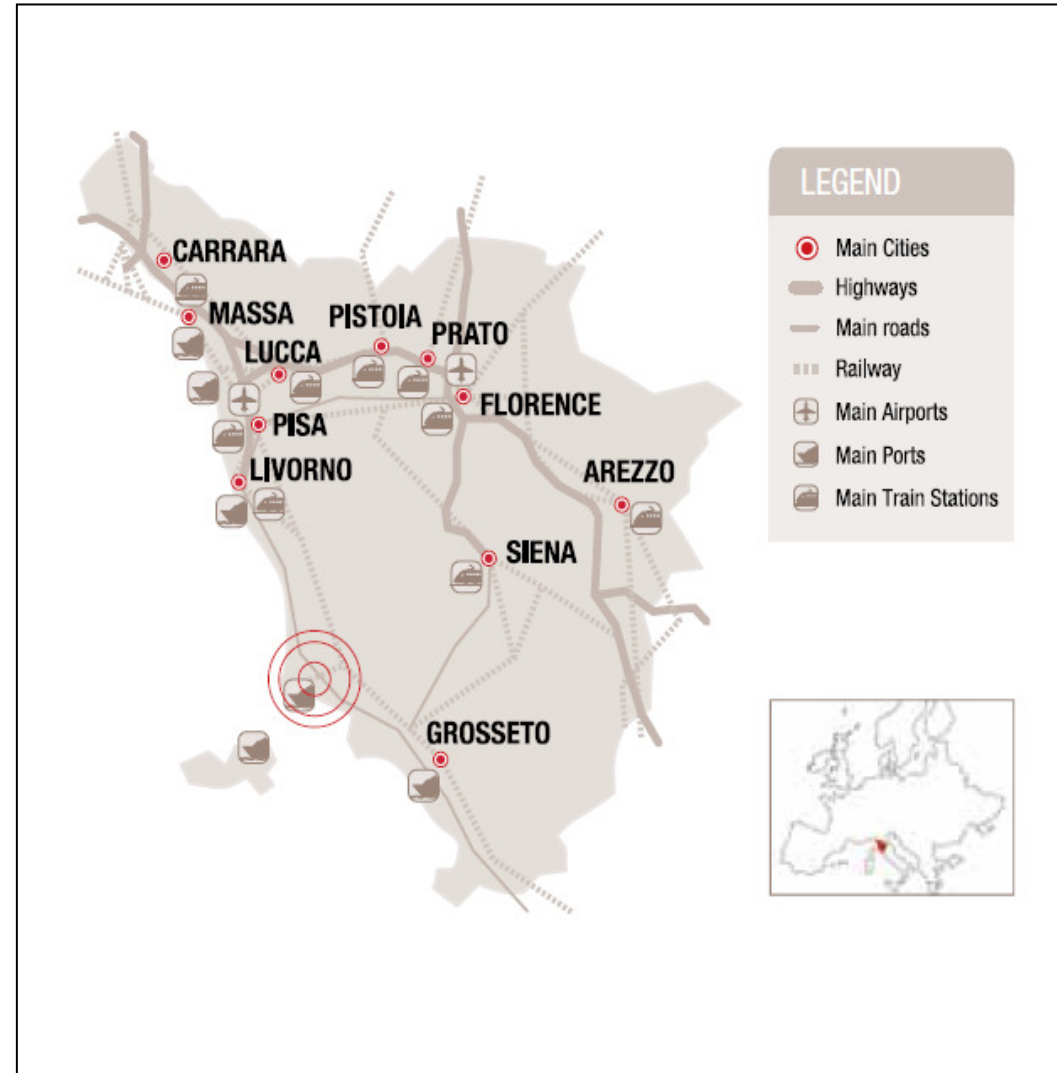 CARRARA
MASSA
PISTOIA
PRATO
LUCCA
FLORENCE
PISA
LIVORNO
AREZZO
SIENA
GROSSETO
LEGEND
Main Cities
Highways
Main roads
Railway
Main Airports
Main Ports
Main Train Stations